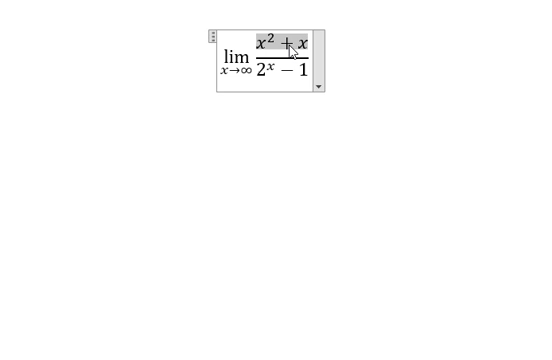 lim x→∞ (x² + x)/(2ˣ − 1)